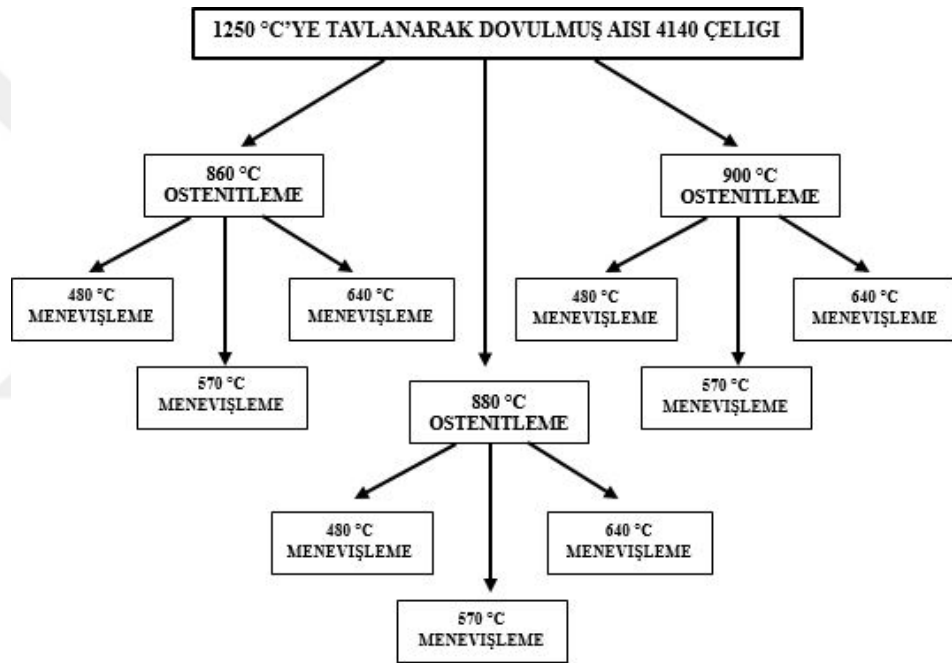 1250 °C’YE TAVLANARAK DOVULMUŞ AISI 4140 ÇELIGI
860 °C
OSTENITLEME
900 °C
OSTENITLEME
480 °C
MENEVIŞLEME
640 °C
MENEVIŞLEME
480 °C
MENEVIŞLEME
640 °C
MENEVIŞLEME
570 °C
MENEVIŞLEME
570 °C
MENEVIŞLEME
880 °C
OSTENITLEME
480 °C
MENEVIŞLEME
640 °C
MENEVIŞLEME
570 °C
MENEVIŞLEME